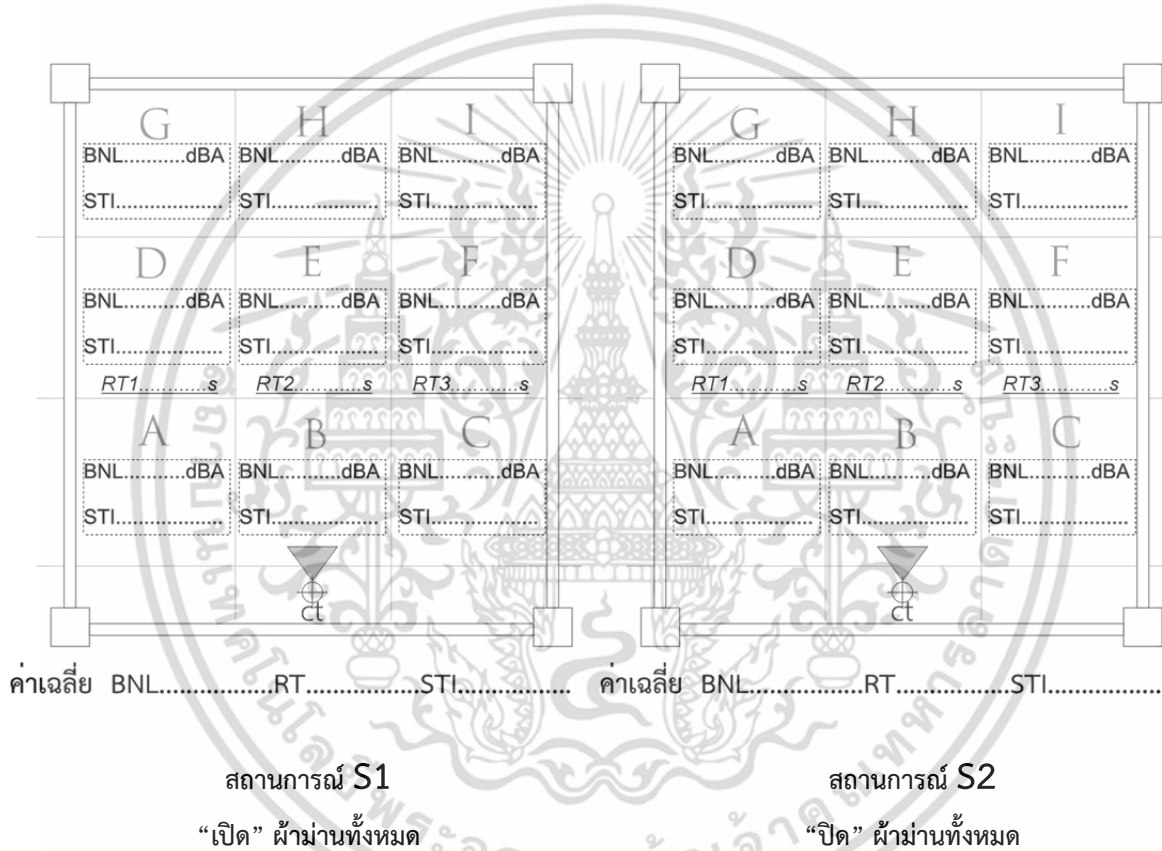 G H I G H I
BNL..........dBA BNL..........dBA BNL..........dBA BNL..........dBA BNL..........dBA BNL..........dBA
STI................... STI................... STI................... STI................... STI................... STI...................
D E F D E F
BNL..........dBA BNL..........dBA BNL..........dBA BNL..........dBA BNL..........dBA BNL..........dBA
STI................... STI................... STI................... STI................... STI................... STI...................
RT1..........s RT2..........s RT3..........s RT1..........s RT2..........s RT3..........s
A B C A B C
BNL..........dBA BNL..........dBA BNL..........dBA BNL..........dBA BNL..........dBA BNL..........dBA
STI................... STI................... STI................... STI................... STI................... STI...................
ct ct
ค่าเฉลี่ย BNL................RT................STI................ ค่าเฉลี่ย BNL................RT................STI................
สถานการณ์ S1 สถานการณ์ S2
“เปิด” ผ้าม่านทั้งหมด “ปิด” ผ้าม่านทั้งหมด